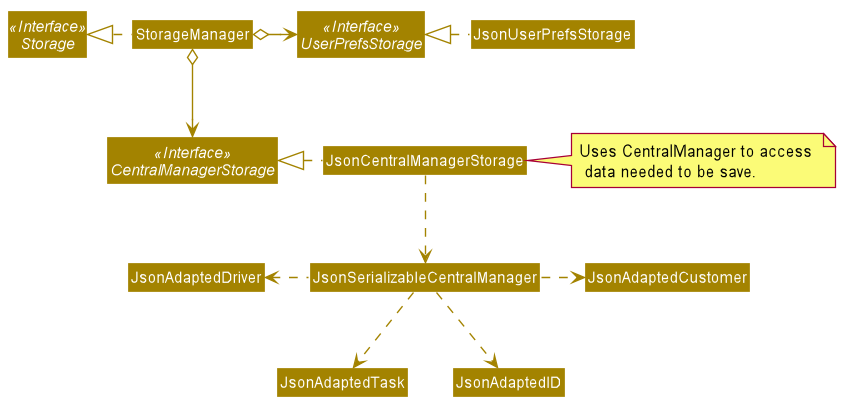 «Interface»
Storage
StorageManager
«Interface»
UserPrefsStorage
JsonUserPrefsStorage
«Interface»
CentralManagerStorage
JsonCentralManagerStorage
Uses CentralManager to access
data needed to be save.
JsonAdaptedDriver
JsonSerializableCentralManager
JsonAdaptedCustomer
JsonAdaptedTask
JsonAdaptedID